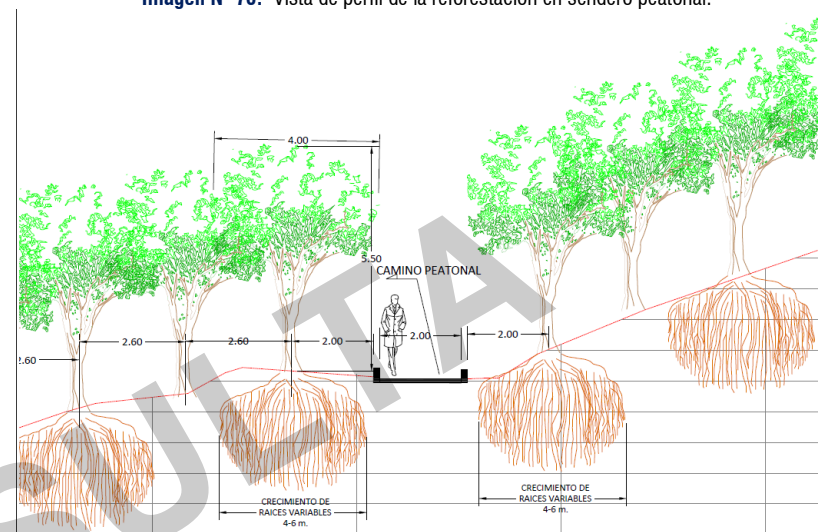 Imagen N° 78: Vista de perfil de la reforestación en sendero peatonal.
4.00
5.50
CAMINO PEATONAL
2.60
2.60
2.60
2.00
2.00
2.00
CRECIMIENTO DE
RAICES VARIABLES
4-6 m.
CRECIMIENTO DE
RAICES VARIABLES
4-6 m.
SULTA